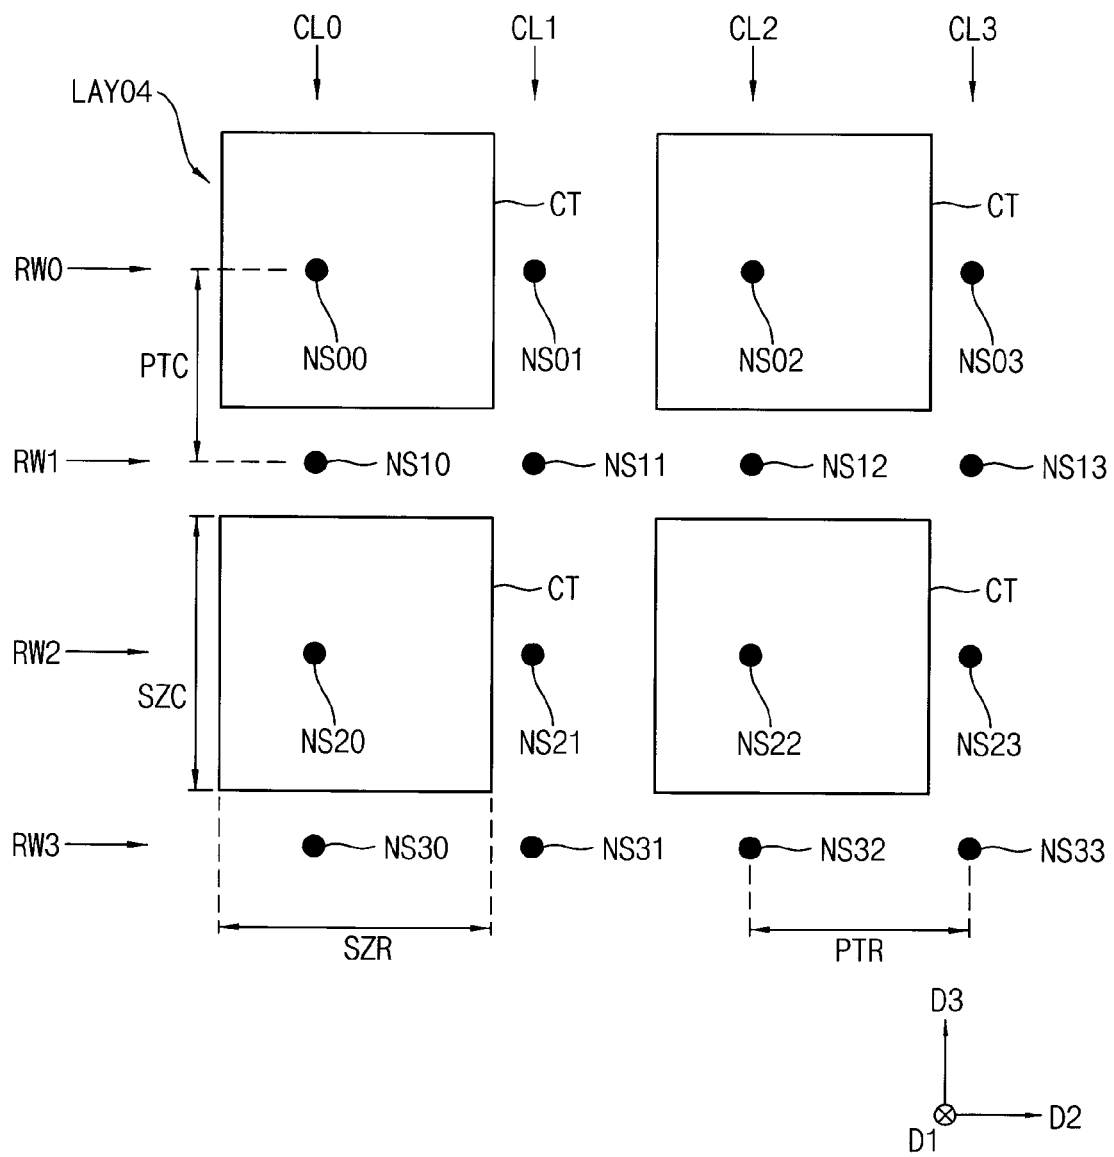 CL0 CL1 CL2 CL3
LAY04
CT CT
RW0
NS00 NS01 NS02 NS03
PTC
RW1 NS10 NS11 NS12 NS13
CT CT
RW2
SZC
NS20 NS21 NS22 NS23
RW3 NS30 NS31 NS32 NS33
SZR PTR
D3
D2
D1